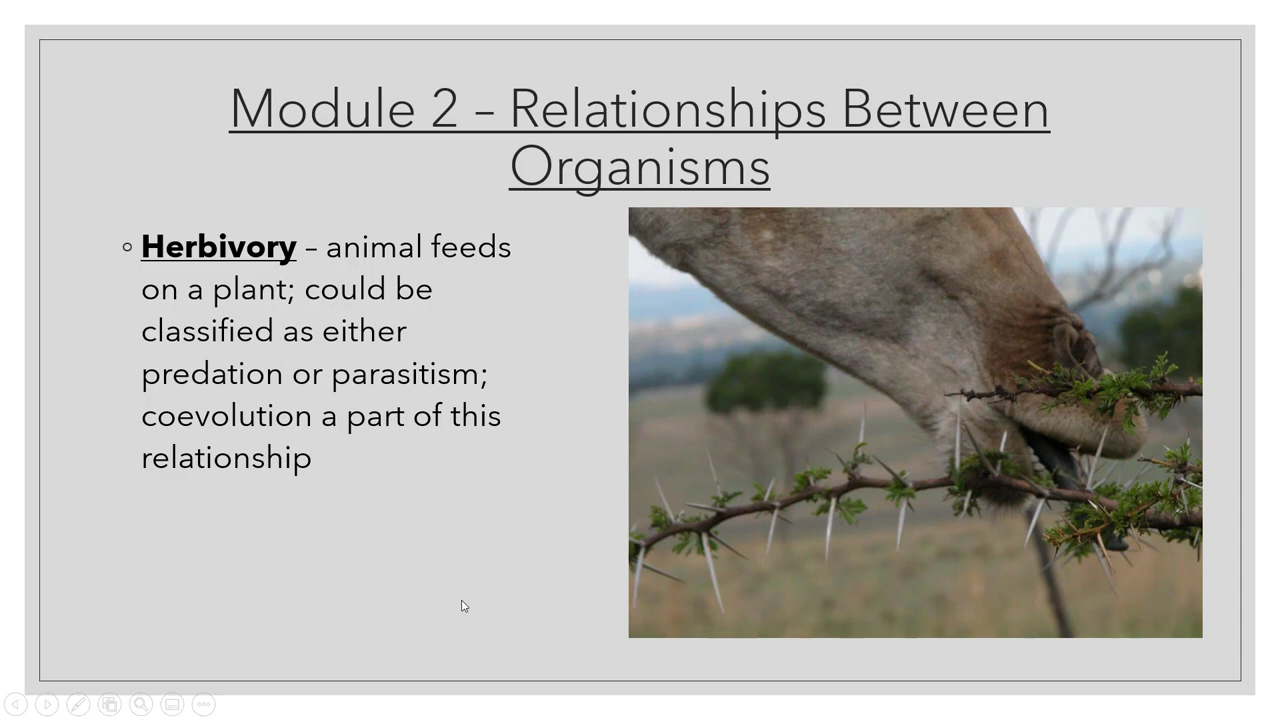 Module 2 – Relationships Between
Organisms
Herbivory – animal feeds
on a plant; could be
classified as either
predation or parasitism;
coevolution a part of this
relationship